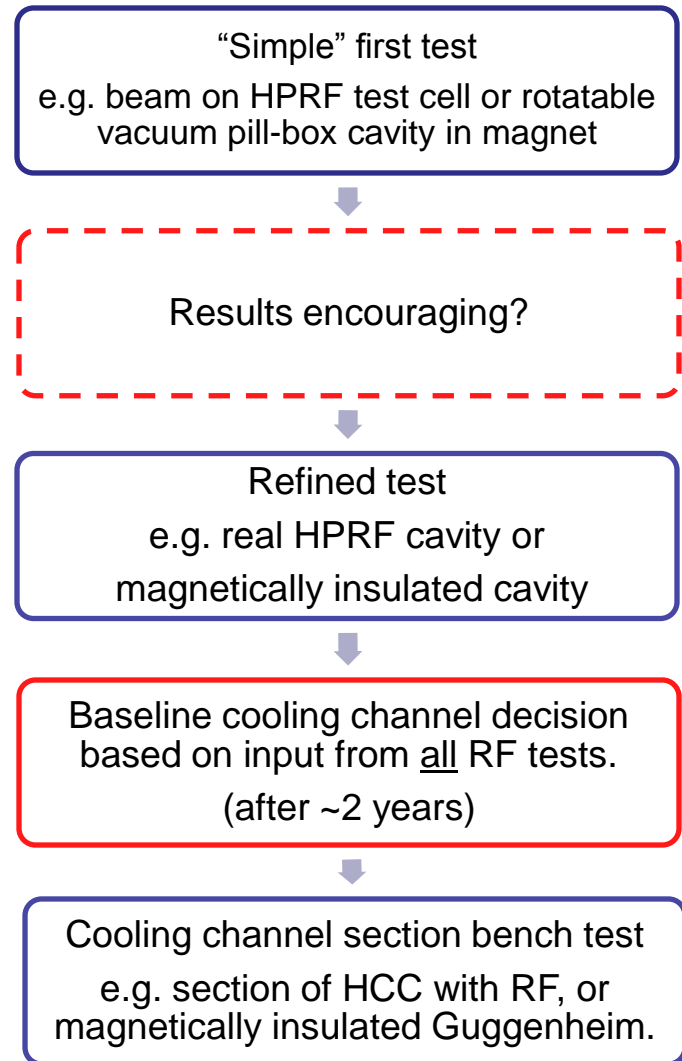 “Simple” first test
e.g. beam on HPRF test cell or rotatable
vacuum pill-box cavity in magnet
Results encouraging?
Refined test
e.g. real HPRF cavity or
magnetically insulated cavity
Baseline cooling channel decision
based on input from all RF tests.
(after ~2 years)
Cooling channel section bench test
e.g. section of HCC with RF, or
magnetically insulated Guggenheim.